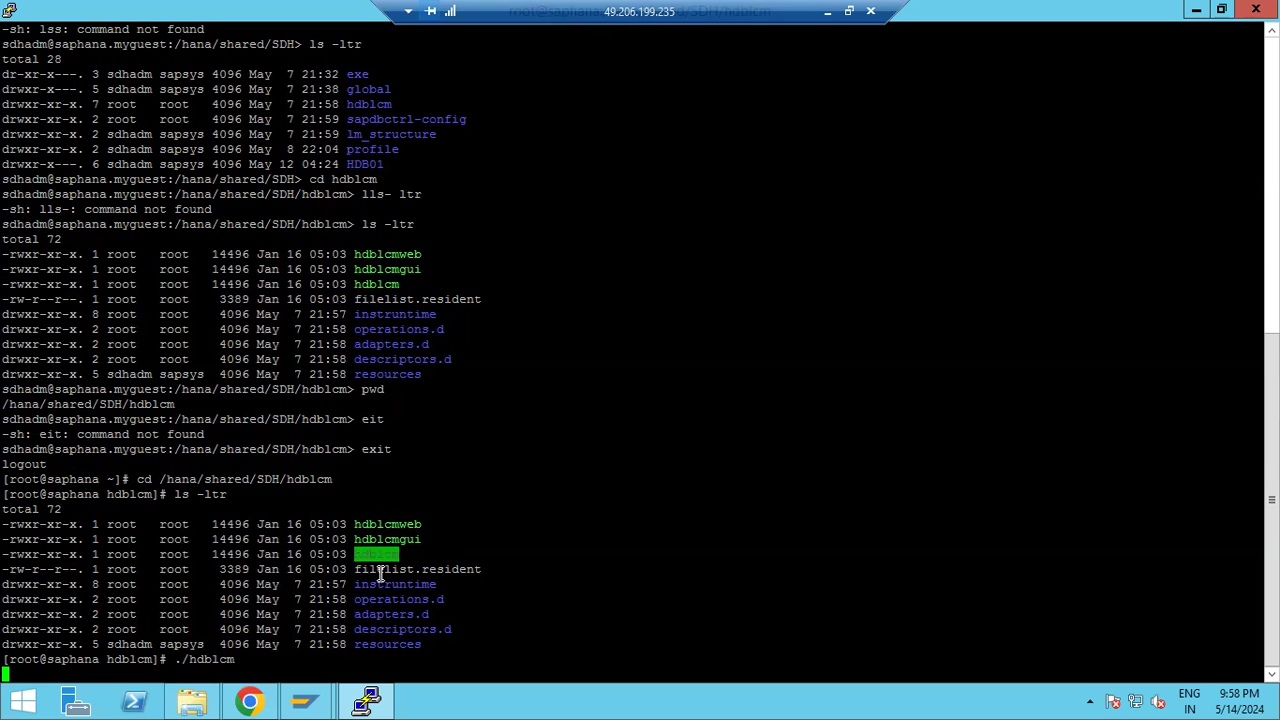 root@saphana:/hana/shared/SDH/hdblcm
49.206.199.235
-sh: lss: command not found
sdhadm@saphana.myguest:/hana/shared/SDH> ls -ltr
total 28
dr-xr-x---. 3 sdhadm sapsys 4096 May  7 21:32 exe
drwxr-x---. 5 sdhadm sapsys 4096 May  7 21:38 global
drwxr-xr-x. 7 root   root   4096 May  7 21:58 hdblcm
drwxr-xr-x. 2 root   root   4096 May  7 21:59 sapdbctrl-config
drwxr-xr-x. 2 sdhadm sapsys 4096 May  7 21:59 lm_structure
drwxr-xr-x. 2 sdhadm sapsys 4096 May  8 22:04 profile
drwxr-x---. 6 sdhadm sapsys 4096 May 12 04:24 HDB01
sdhadm@saphana.myguest:/hana/shared/SDH> cd hdblcm
sdhadm@saphana.myguest:/hana/shared/SDH/hdblcm> lls- ltr
-sh: lls-: command not found
sdhadm@saphana.myguest:/hana/shared/SDH/hdblcm> ls -ltr
total 72
-rwxr-xr-x. 1 root   root   14496 Jan 16 05:03 hdblcmweb
-rwxr-xr-x. 1 root   root   14496 Jan 16 05:03 hdblcmgui
-rwxr-xr-x. 1 root   root   14496 Jan 16 05:03 hdblcm
-rw-r--r--. 1 root   root    3389 Jan 16 05:03 filelist.resident
drwxr-xr-x. 8 root   root    4096 May  7 21:57 instruntime
drwxr-xr-x. 2 root   root    4096 May  7 21:58 operations.d
drwxr-xr-x. 2 root   root    4096 May  7 21:58 adapters.d
drwxr-xr-x. 2 root   root    4096 May  7 21:58 descriptors.d
drwxr-xr-x. 5 sdhadm sapsys  4096 May  7 21:58 resources
sdhadm@saphana.myguest:/hana/shared/SDH/hdblcm> pwd
/hana/shared/SDH/hdblcm
sdhadm@saphana.myguest:/hana/shared/SDH/hdblcm> eit
-sh: eit: command not found
sdhadm@saphana.myguest:/hana/shared/SDH/hdblcm> exit
logout
[root@saphana ~]# cd /hana/shared/SDH/hdblcm
[root@saphana hdblcm]# ls -ltr
total 72
-rwxr-xr-x. 1 root   root   14496 Jan 16 05:03 hdblcmweb
-rwxr-xr-x. 1 root   root   14496 Jan 16 05:03 hdblcmgui
-rwxr-xr-x. 1 root   root   14496 Jan 16 05:03 hdblcm
-rw-r--r--. 1 root   root    3389 Jan 16 05:03 filelist.resident
drwxr-xr-x. 8 root   root    4096 May  7 21:57 instruntime
drwxr-xr-x. 2 root   root    4096 May  7 21:58 operations.d
drwxr-xr-x. 2 root   root    4096 May  7 21:58 adapters.d
drwxr-xr-x. 2 root   root    4096 May  7 21:58 descriptors.d
drwxr-xr-x. 5 sdhadm sapsys  4096 May  7 21:58 resources
[root@saphana hdblcm]# ./hdblcm
ENG
IN
9:58 PM
5/14/2024